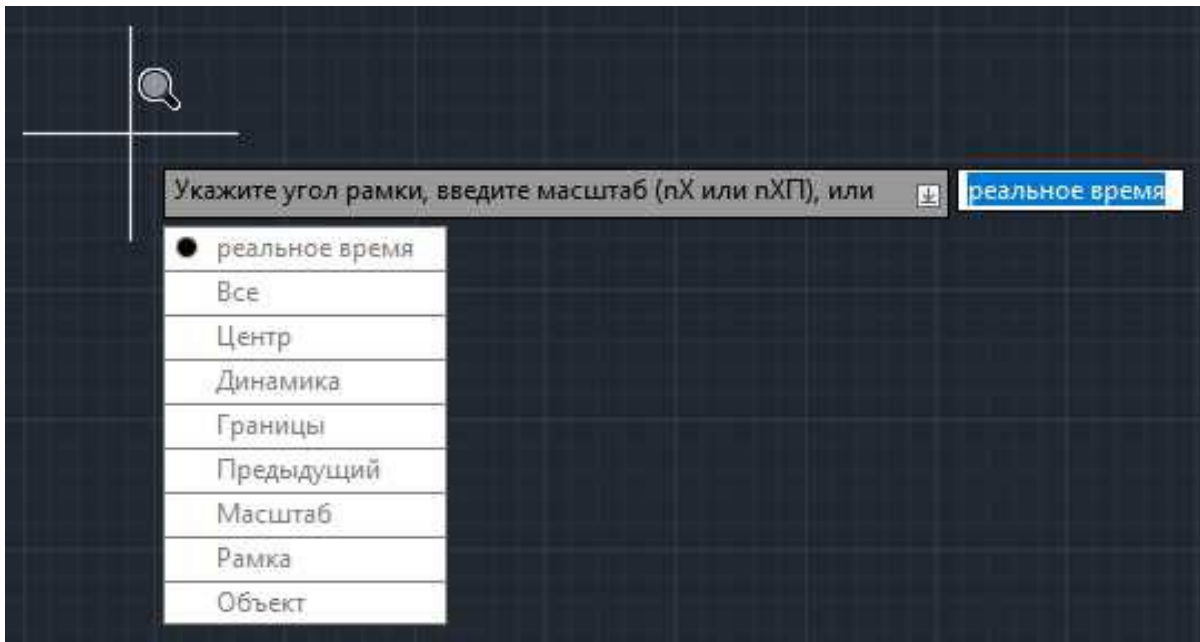 Укажите угол рамки, введите масштаб (nX или nXП), или реальное время
реальное время
Все
Центр
Динамика
Границы
Предыдущий
Масштаб
Рамка
Объект